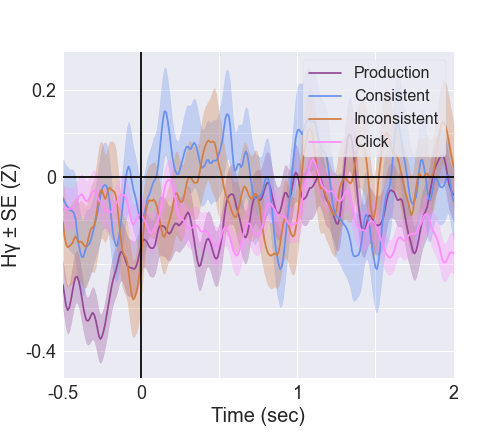 Production
Consistent
Inconsistent
Click
0.2
0
-0.4
Hγ ± SE (Z)
-0.5
0
1
2
Time (sec)